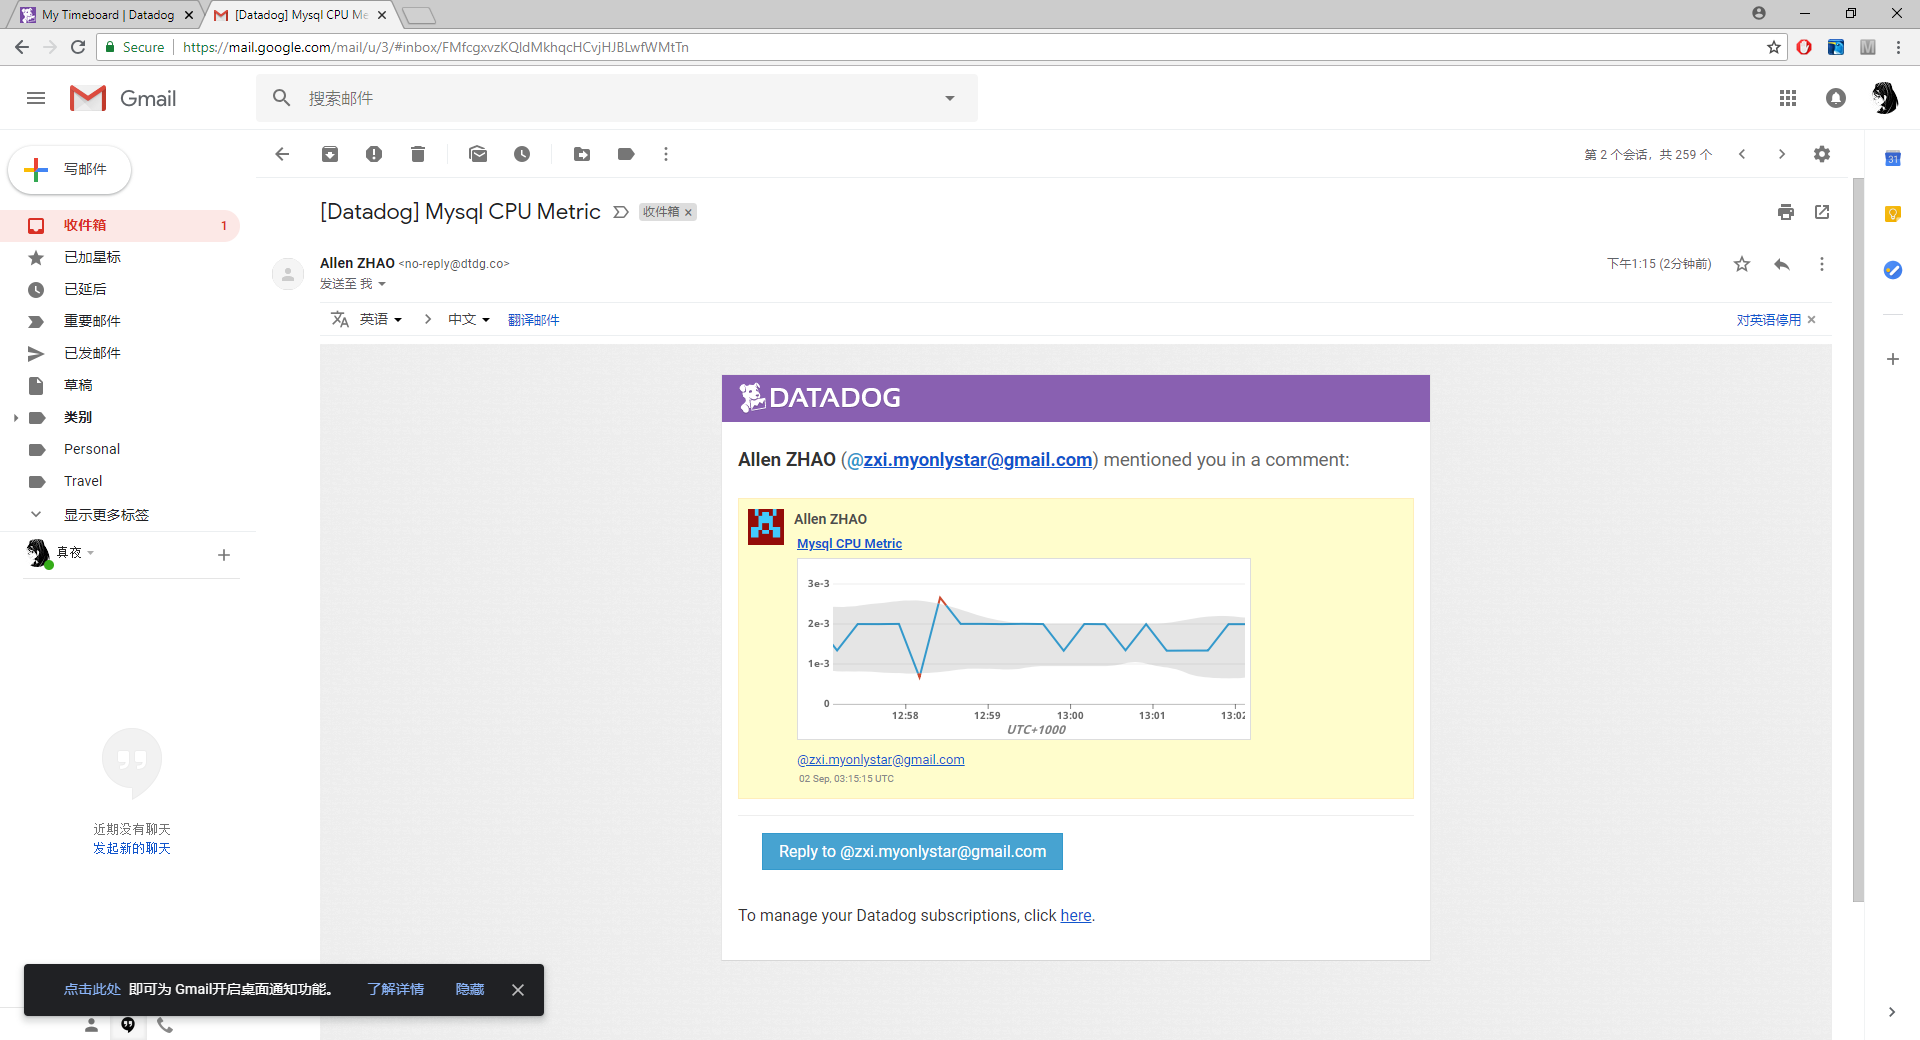 My Timeboard | Datadog
[Datadog] Mysql CPU Me
Secure
https://mail.google.com/mail/u/3/#inbox/FMfcgxvzKQldMkhqcHCvjHJBLwfWMtTn
Gmail
搜索邮件
写邮件
第 2 个会话，共 259 个
31
收件箱
1
已加星标
已延后
重要邮件
已发邮件
草稿
类别
Personal
Travel
显示更多标签
真夜
近期没有聊天
发起新的聊天
[Datadog] Mysql CPU Metric
收件箱 ×
Allen ZHAO <no-reply@dtdg.co>
下午1:15 (2分钟前)
发送至 我
英语
中文
翻译邮件
对英语停用 ×
DATADOG
Allen ZHAO (@zxi.myonlystar@gmail.com) mentioned you in a comment:
Allen ZHAO
Mysql CPU Metric
3e-3
2e-3
1e-3
0
12:58 12:59 13:00 13:01 13:02
UTC+1000
@zxi.myonlystar@gmail.com
02 Sep, 03:15:15 UTC
Reply to @zxi.myonlystar@gmail.com
To manage your Datadog subscriptions, click here.
点击此处 即可为 Gmail开启桌面通知功能。 了解详情 隐藏